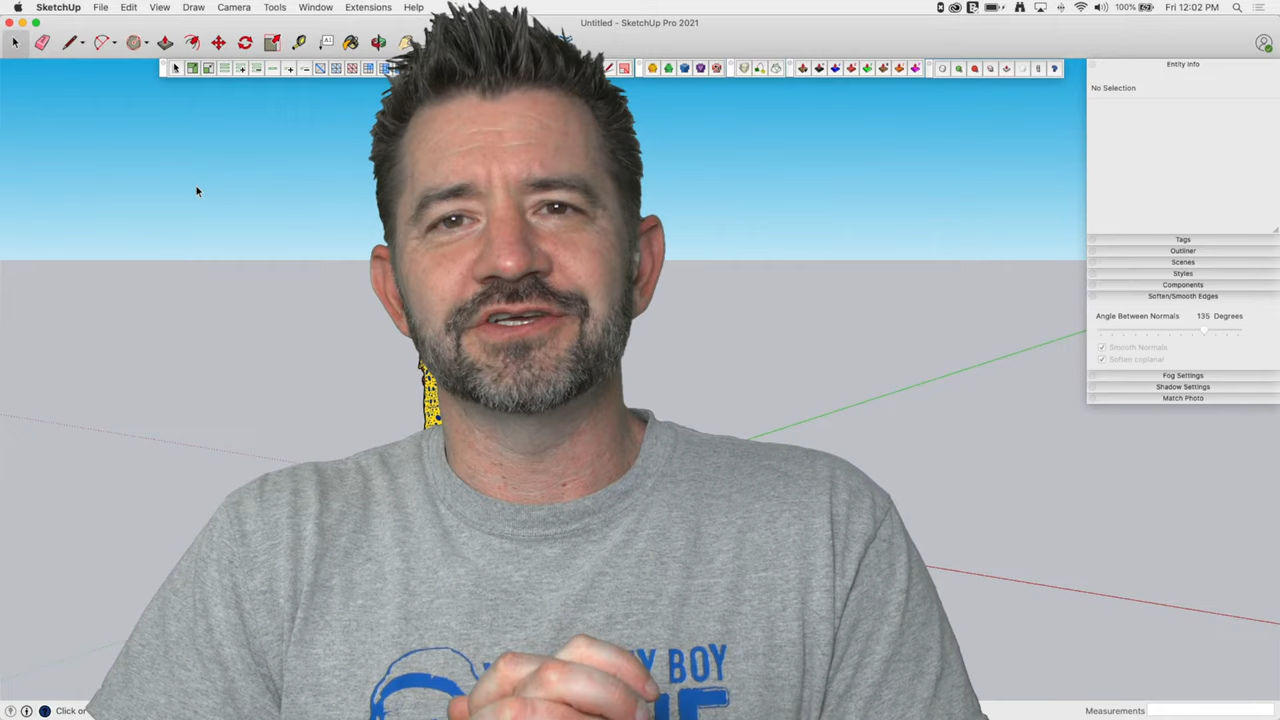 SketchUp File Edit View Draw Camera Tools Window Extensions Help 100% Fri 12:02 PM
Untitled - SketchUp Pro 2021
Entity Info
No Selection
Tags
Outliner
Scenes
Styles
Components
Soften/Smooth Edges
Angle Between Normals 135 Degrees
Smooth Normals
Soften coplanar
Fog Settings
Shadow Settings
Match Photo
BOY
Click or
Measurements